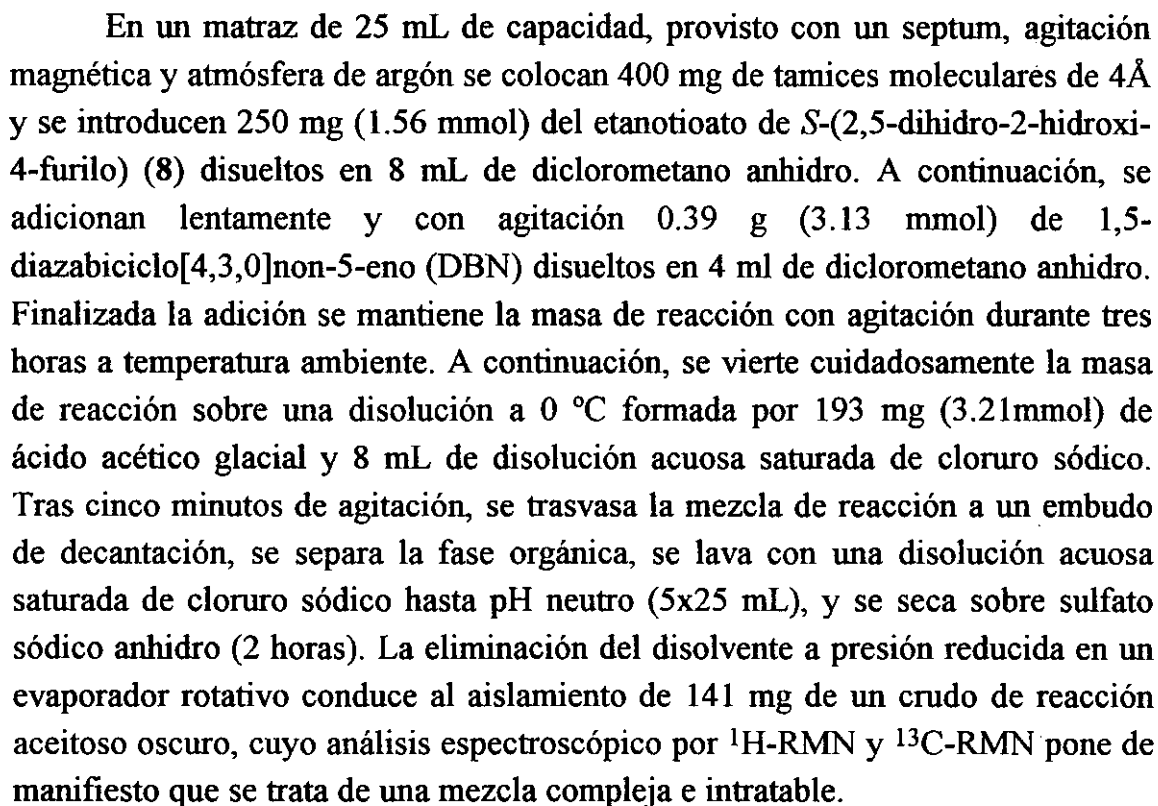 En un matraz de 25 mL de capacidad, provisto con un septum, agitación
magnética y atmósfera de argón se colocan 400 mg de tamices moleculares de 4Å
y se introducen 250 mg (1.56 mmol) del etanotioato de S-(2,5-dihidro-2-hidroxi-
4-furilo) (8) disueltos en 8 mL de diclorometano anhidro. A continuación, se
adicionan lentamente y con agitación 0.39 g (3.13 mmol) de 1,5-
diazabiciclo[4,3,0]non-5-eno (DBN) disueltos en 4 ml de diclorometano anhidro.
Finalizada la adición se mantiene la masa de reacción con agitación durante tres
horas a temperatura ambiente. A continuación, se vierte cuidadosamente la masa
de reacción sobre una disolución a 0 ºC formada por 193 mg (3.21mmol) de
ácido acético glacial y 8 mL de disolución acuosa saturada de cloruro sódico.
Tras cinco minutos de agitación, se trasvasa la mezcla de reacción a un embudo
de decantación, se separa la fase orgánica, se lava con una disolución acuosa
saturada de cloruro sódico hasta pH neutro (5x25 mL), y se seca sobre sulfato
sódico anhidro (2 horas). La eliminación del disolvente a presión reducida en un
evaporador rotativo conduce al aislamiento de 141 mg de un crudo de reacción
aceitoso oscuro, cuyo análisis espectroscópico por ¹H-RMN y ¹³C-RMN pone de
manifiesto que se trata de una mezcla compleja e intratable.